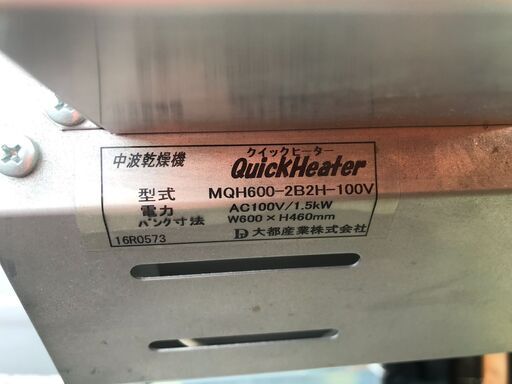 中波乾燥機
クイックヒーター
QuickHeater
型式 MQH600-2B2H-100V
電力 AC100V/1.5kW
バンク寸法 W600×H460mm
16R0573 大都産業株式会社